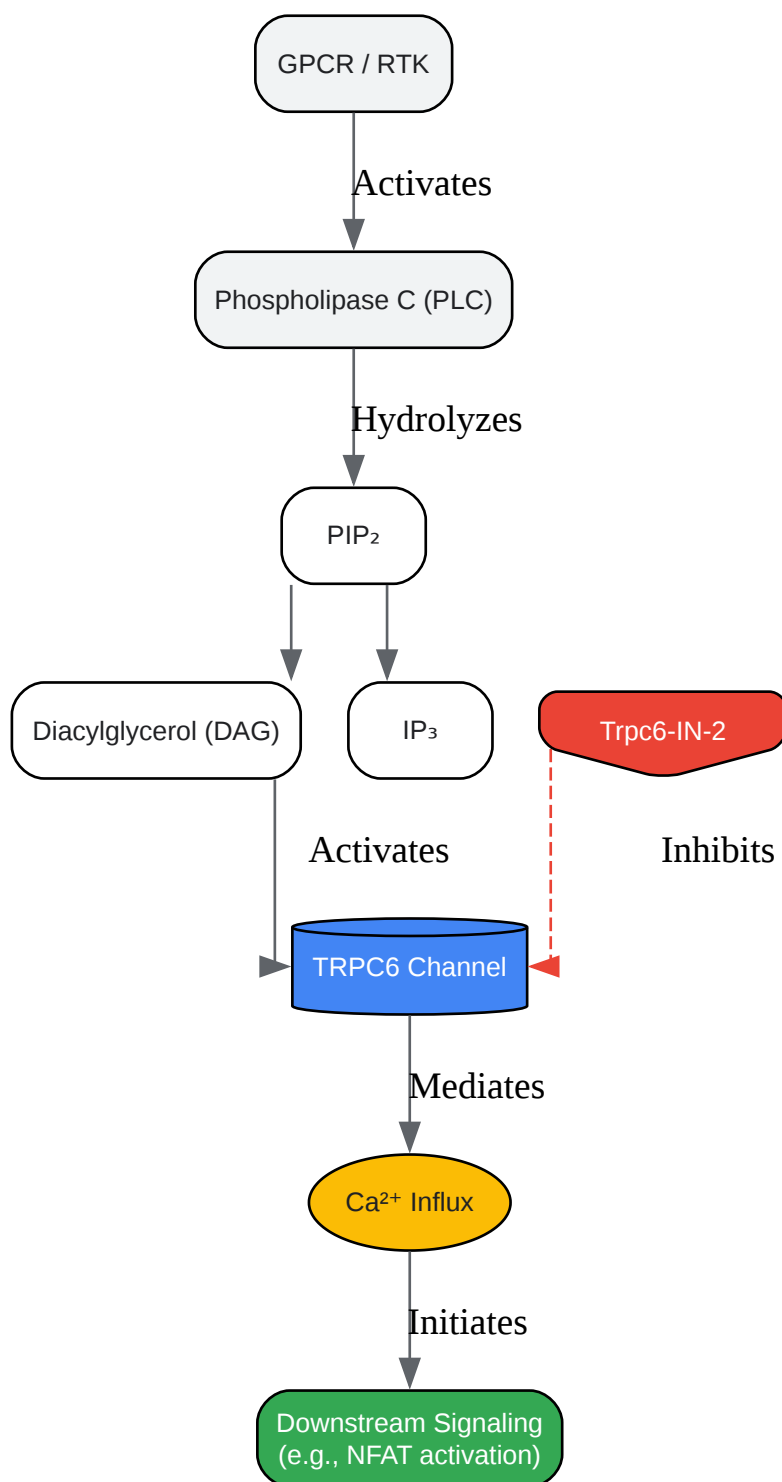 GPCR / RTK
Activates
Phospholipase C (PLC)
Hydrolyzes
PIP₂
Diacylglycerol (DAG)
IP₃
Trpc6-IN-2
Activates
Inhibits
TRPC6 Channel
Mediates
Ca²⁺ Influx
Initiates
Downstream Signaling
(e.g., NFAT activation)